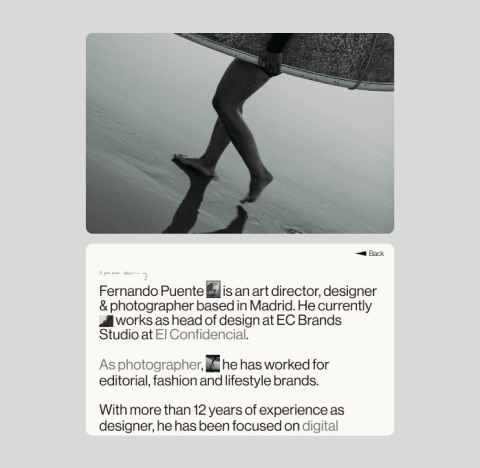 Back
Fernando Puente is an art director, designer
& photographer based in Madrid. He currently
works as head of design at EC Brands
Studio at El Confidencial.
As photographer, he has worked for
editorial, fashion and lifestyle brands.
With more than 12 years of experience as
designer, he has been focused on digital